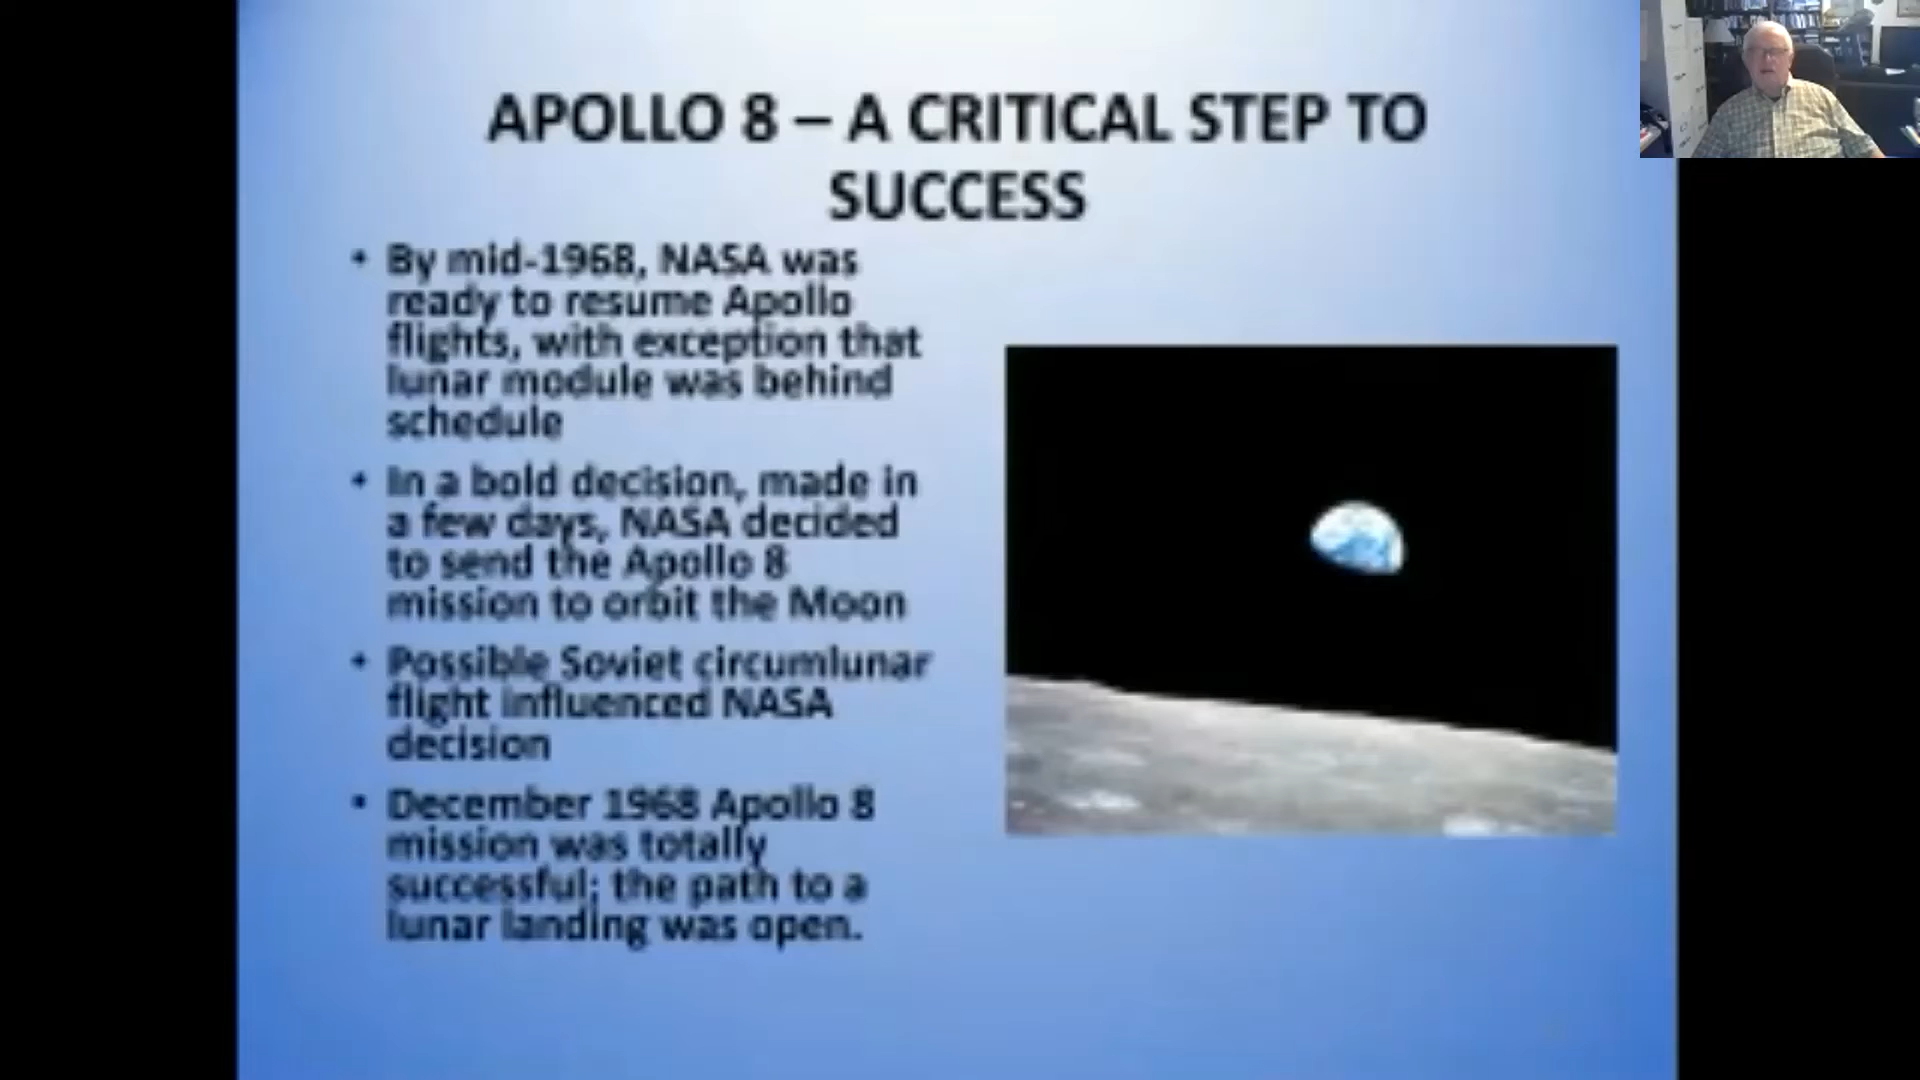 APOLLO 8 – A CRITICAL STEP TO
SUCCESS
• By mid-1968, NASA was
ready to resume Apollo
flights, with exception that
lunar module was behind
schedule
• In a bold decision, made in
a few days, NASA decided
to send the Apollo 8
mission to orbit the Moon
• Possible Soviet circumlunar
flight influenced NASA
decision
• December 1968 Apollo 8
mission was totally
successful; the path to a
lunar landing was open.